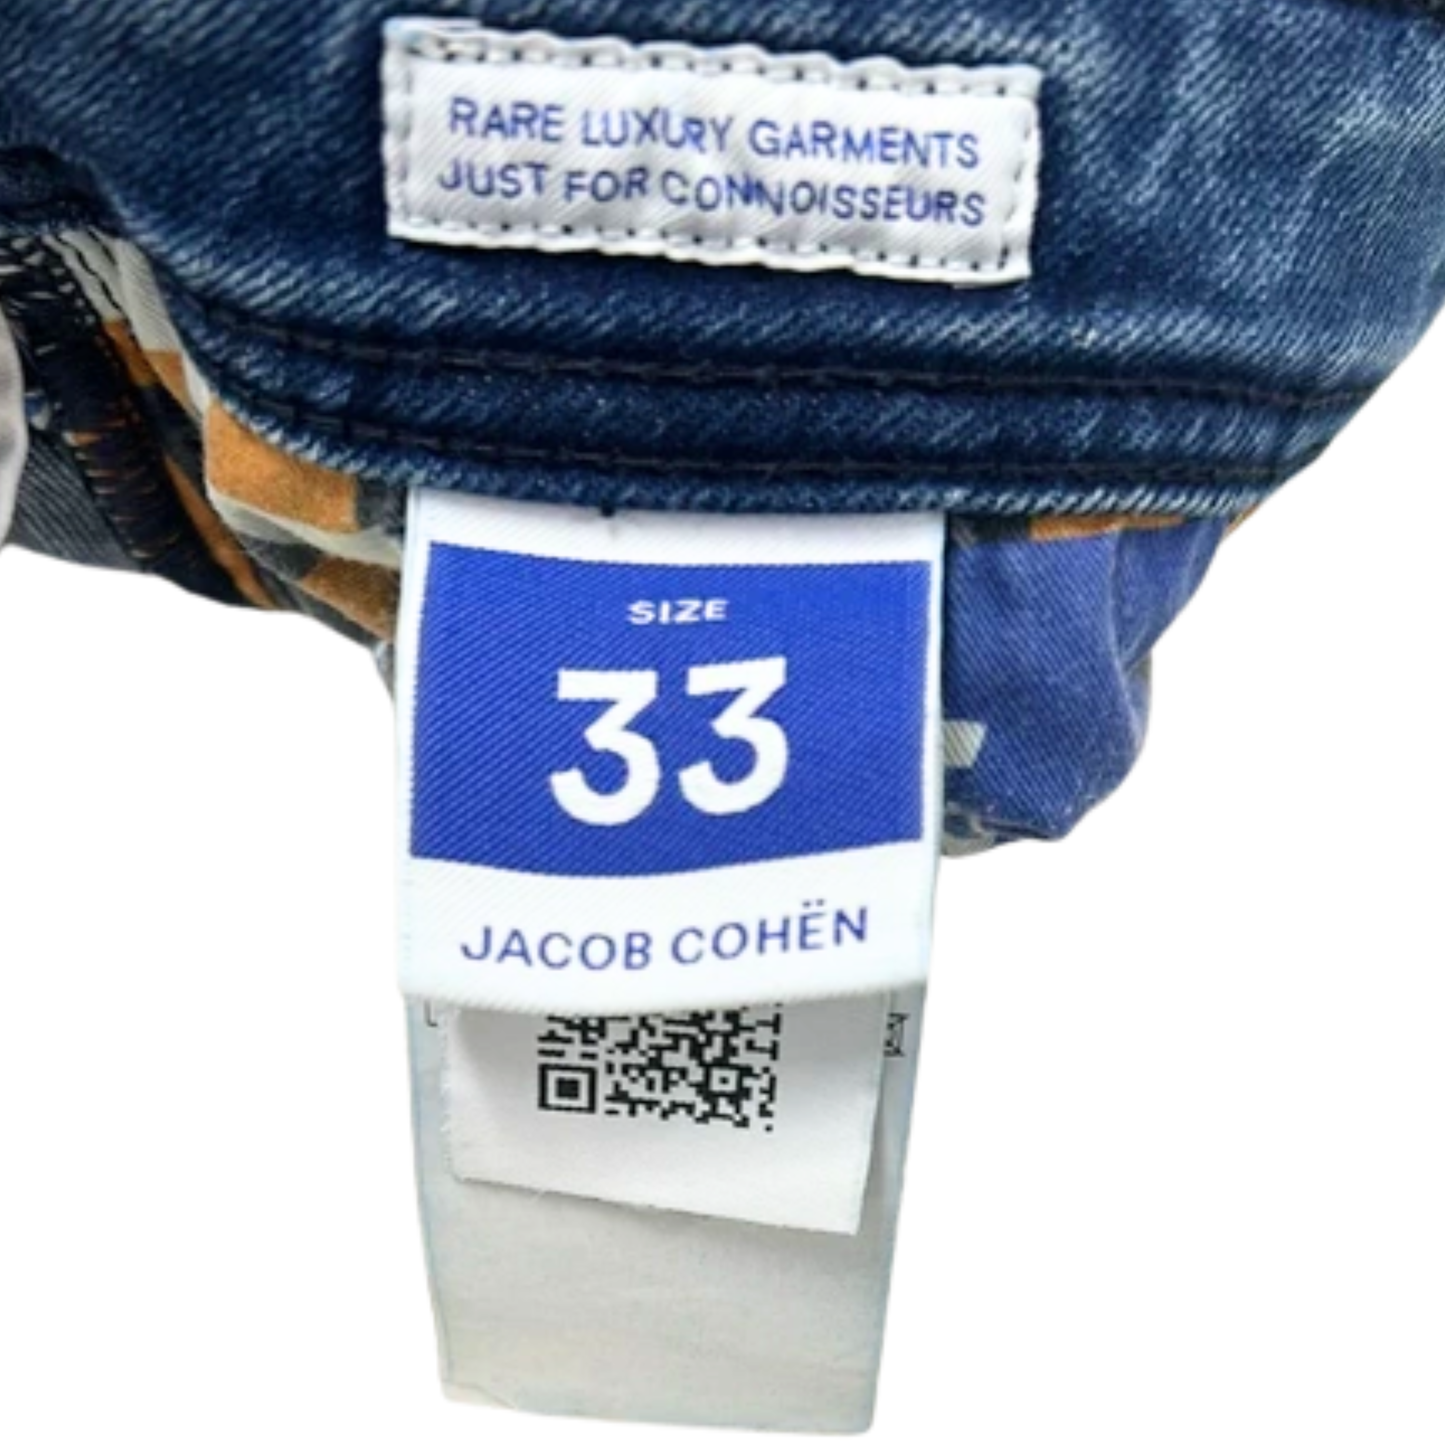 RARE LUXURY GARMENTS
JUST FOR CONNOISSEURS
SIZE
33
JACOB COHËN